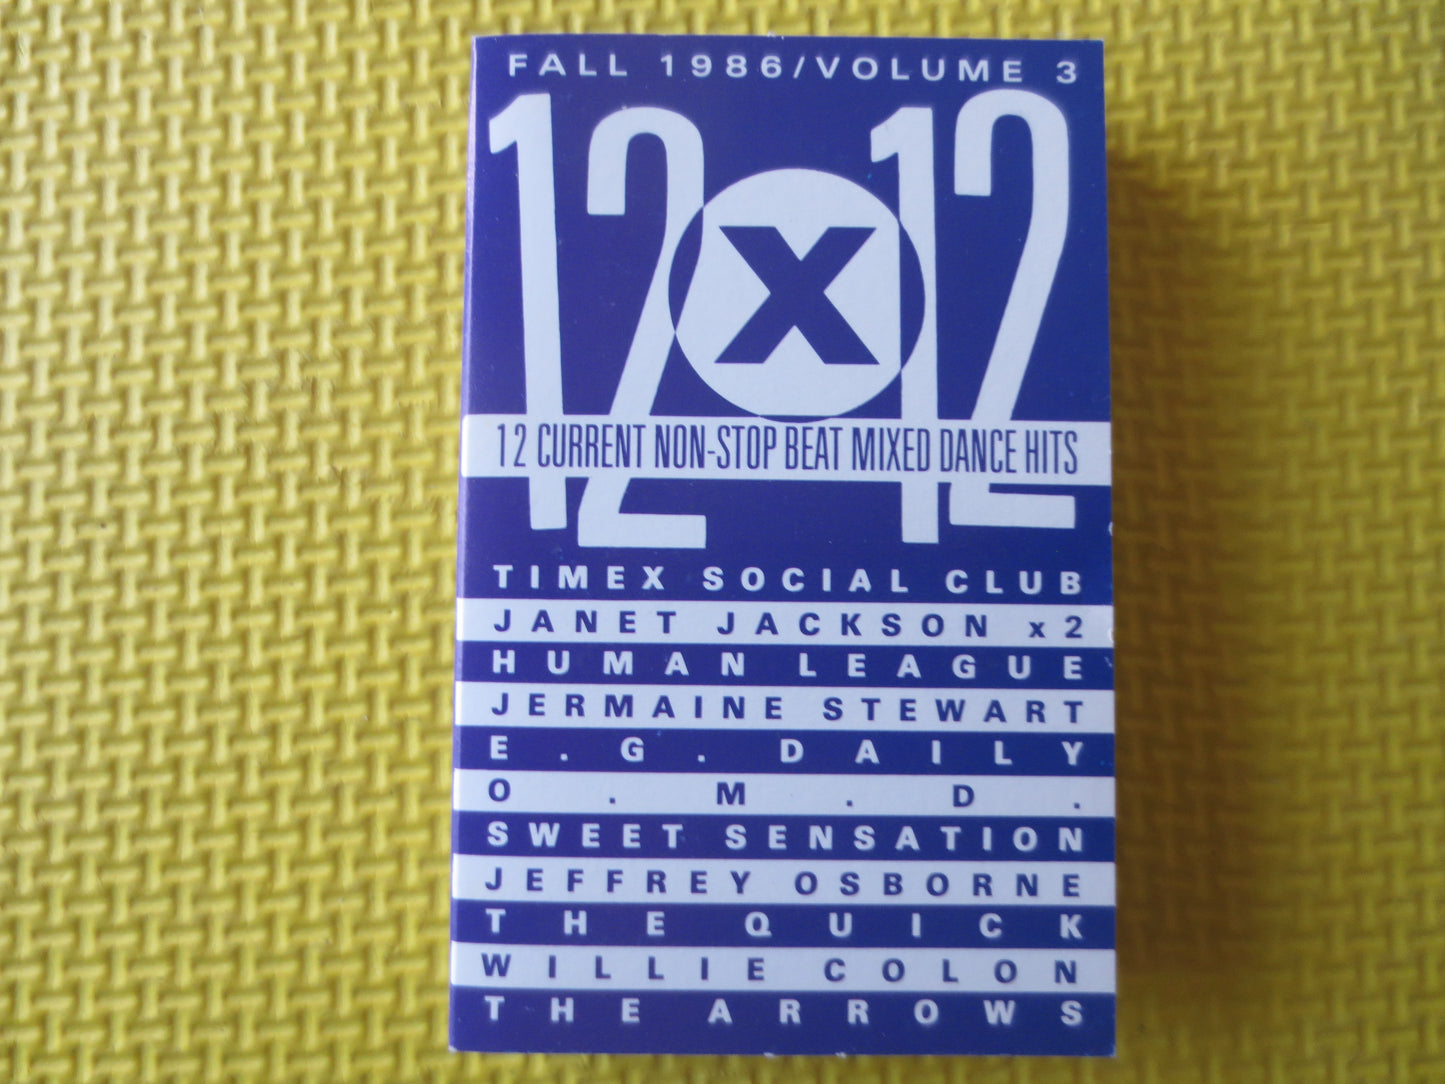 FALL 1986/VOLUME 3
12 X 12
12 CURRENT NON-STOP BEAT MIXED DANCE HITS
TIMEX SOCIAL CLUB
JANET JACKSON x2
HUMAN LEAGUE
JERMAINE STEWART
E.G. DAILY
O.M.D.
SWEET SENSATION
JEFFREY OSBORNE
THE QUICK
WILLIE COLON
THE ARROWS